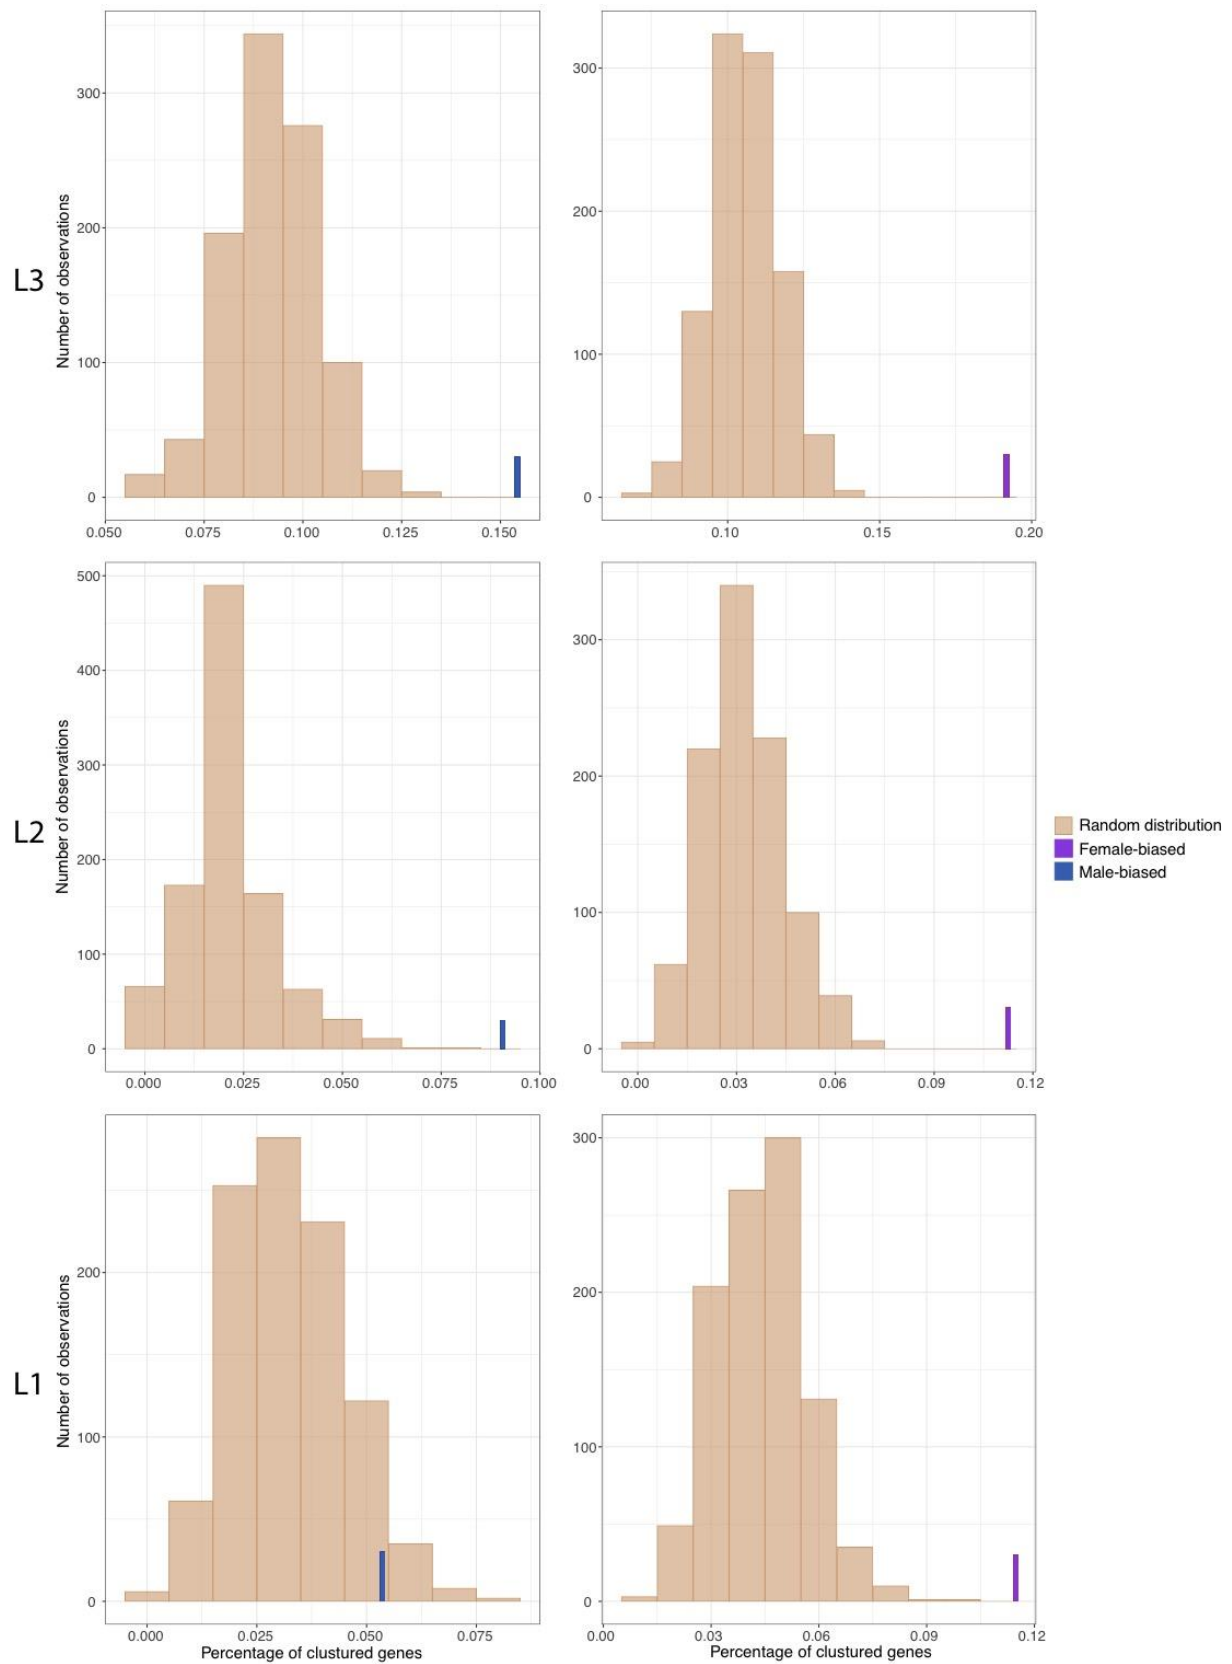 L3
Number of observations
300
200
100
0
0.050 0.075 0.100 0.125 0.150
300
200
100
0
0.10 0.15 0.20
L2
Number of observations
500
400
300
200
100
0
0.000 0.025 0.050 0.075 0.100
300
200
100
0
0.00 0.03 0.06 0.09 0.12
Random distribution
Female-biased
Male-biased
L1
Number of observations
200
100
0
0.000 0.025 0.050 0.075
Percentage of clustured genes
300
200
100
0
0.00 0.03 0.06 0.09 0.12
Percentage of clustured genes